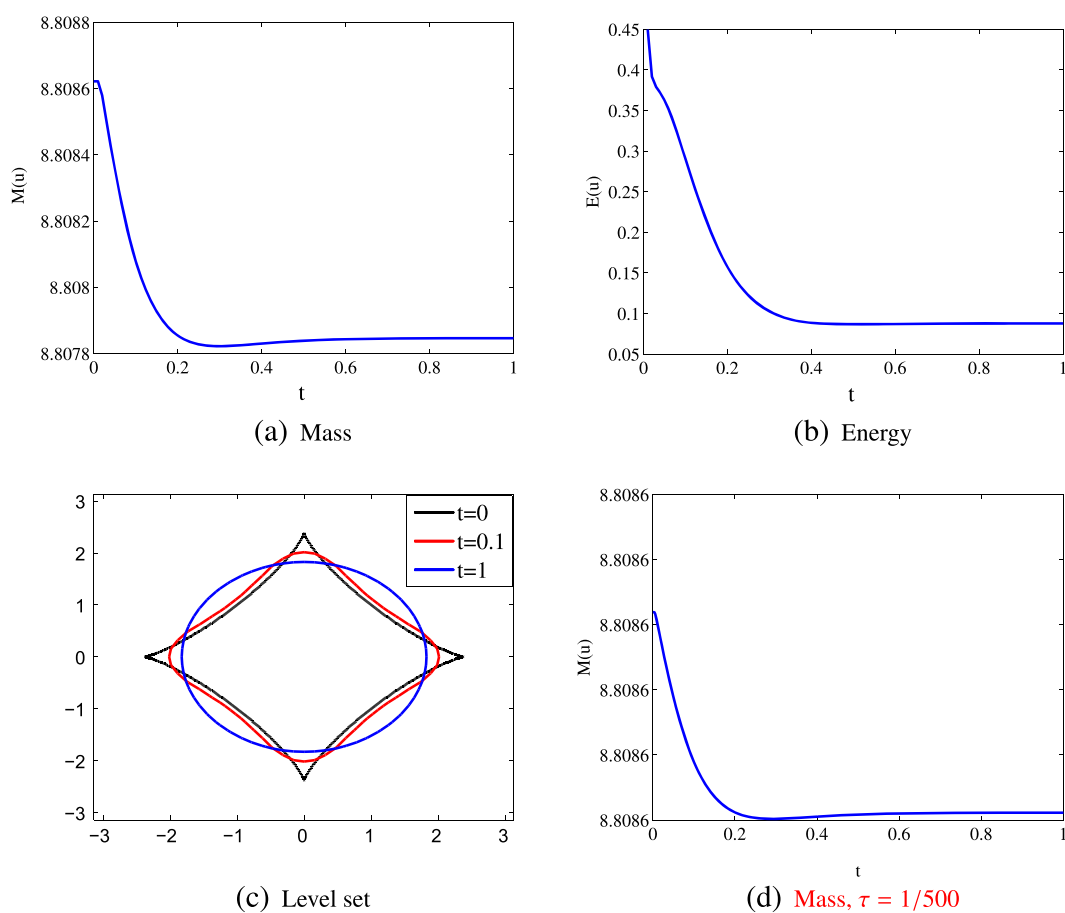 8.8088
8.8086
8.8084
8.8082
8.808
8.8078
M(u)
0 0.2 0.4 0.6 0.8 1
t
(a) Mass
0.45
0.4
0.35
0.3
0.25
0.2
0.15
0.1
0.05
E(u)
0 0.2 0.4 0.6 0.8 1
t
(b) Energy
3
2
1
0
−1
−2
−3
−3 −2 −1 0 1 2 3
t=0
t=0.1
t=1
(c) Level set
8.8086
8.8086
8.8086
8.8086
8.8086
8.8086
M(u)
0 0.2 0.4 0.6 0.8 1
t
(d) Mass, τ = 1/500